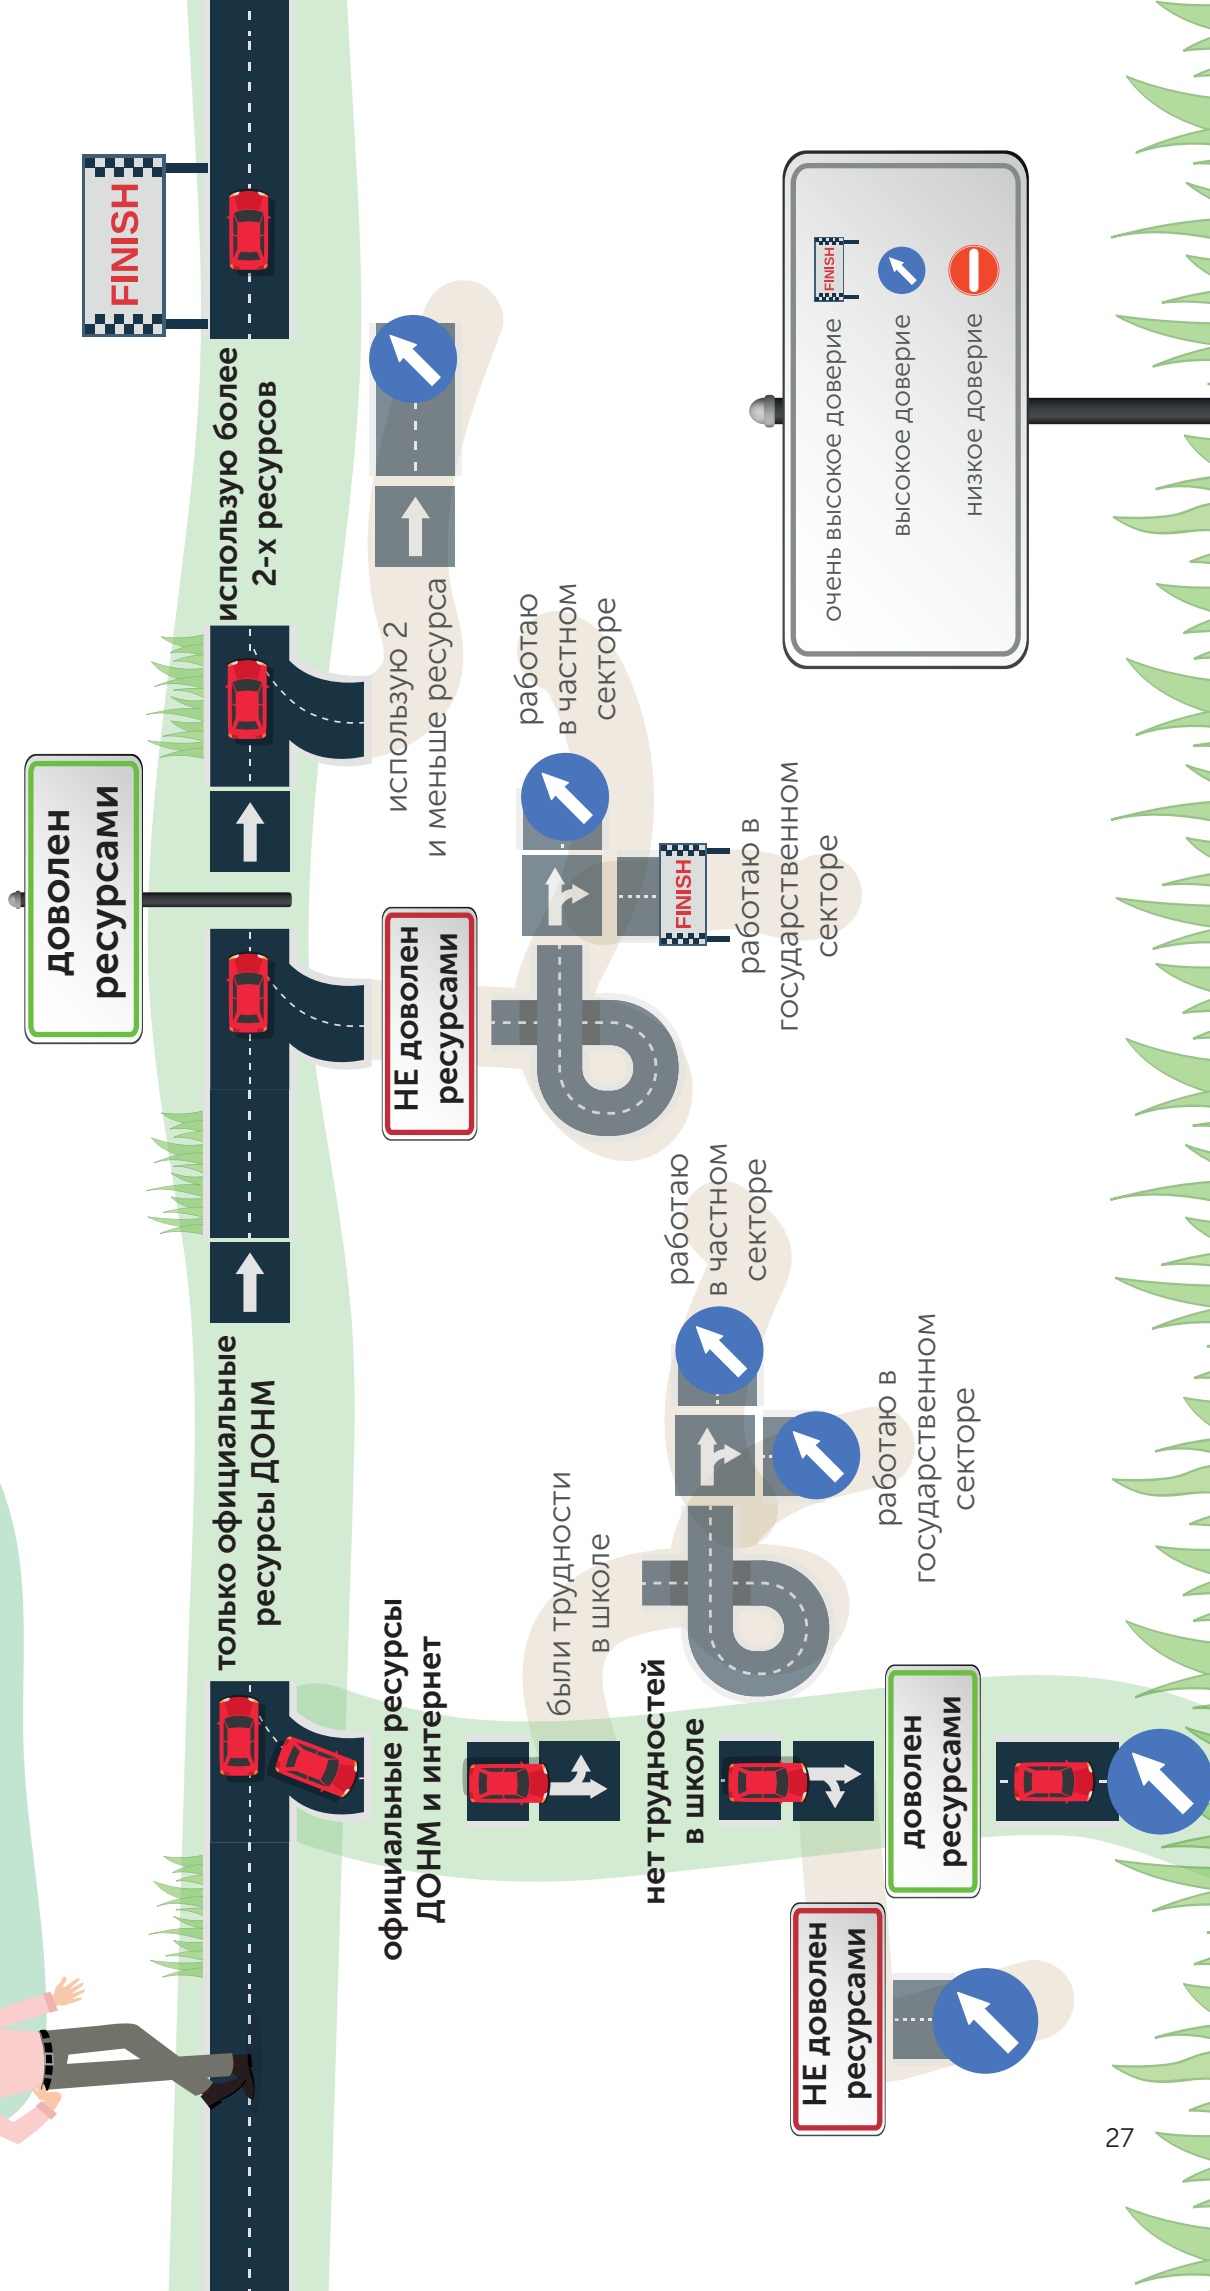 доволен
ресурсами
FINISH
только официальные
ресурсы ДОНМ
использую более
2-х ресурсов
официальные ресурсы
ДОНМ и интернет
НЕ доволен
ресурсами
использую 2
и меньше ресурса
работаю
в частном
секторе
FINISH
работаю в
государственном
секторе
были трудности
в школе
нет трудностей
в школе
работаю
в частном
секторе
работаю в
государственном
секторе
НЕ доволен
ресурсами
доволен
ресурсами
очень высокое доверие
FINISH
высокое доверие
низкое доверие
27